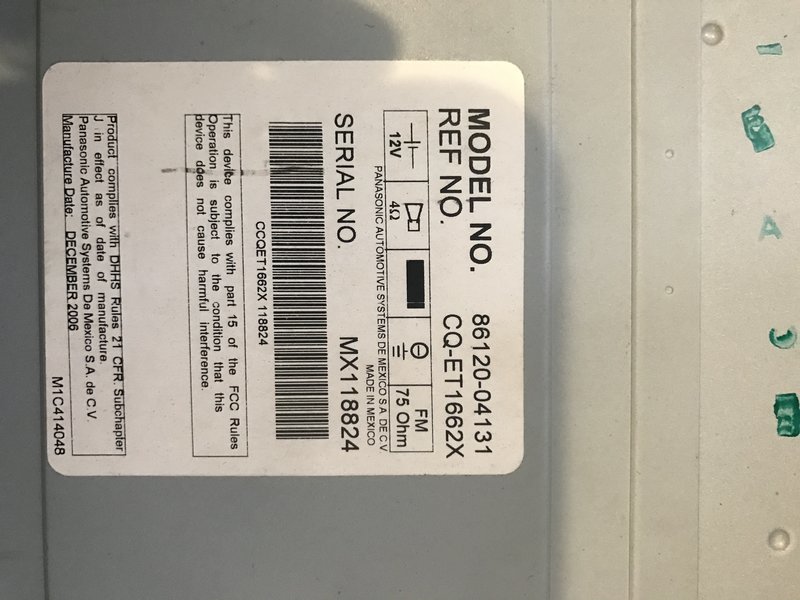 MODEL NO. 86120-04131
REF NO. CQ-ET1662X
12V 4Ω FM 75 Ohm
PANASONIC AUTOMOTIVE SYSTEMS DE MEXICO S.A. DE C.V.
MADE IN MEXICO
SERIAL NO. MX118824
CCQET1662X 118824
This device complies with part 15 of the FCC Rules
Operation is subject to the condition that this
device does not cause harmful interference.
Product complies with DHHS Rules 21 CFR. Subchapler
J in effect as of date of manufacture.
Panasonic Automotive Systems De Mexico S.A. de C.V.
Manufacture Date: DECEMBER 2006
M1C414048